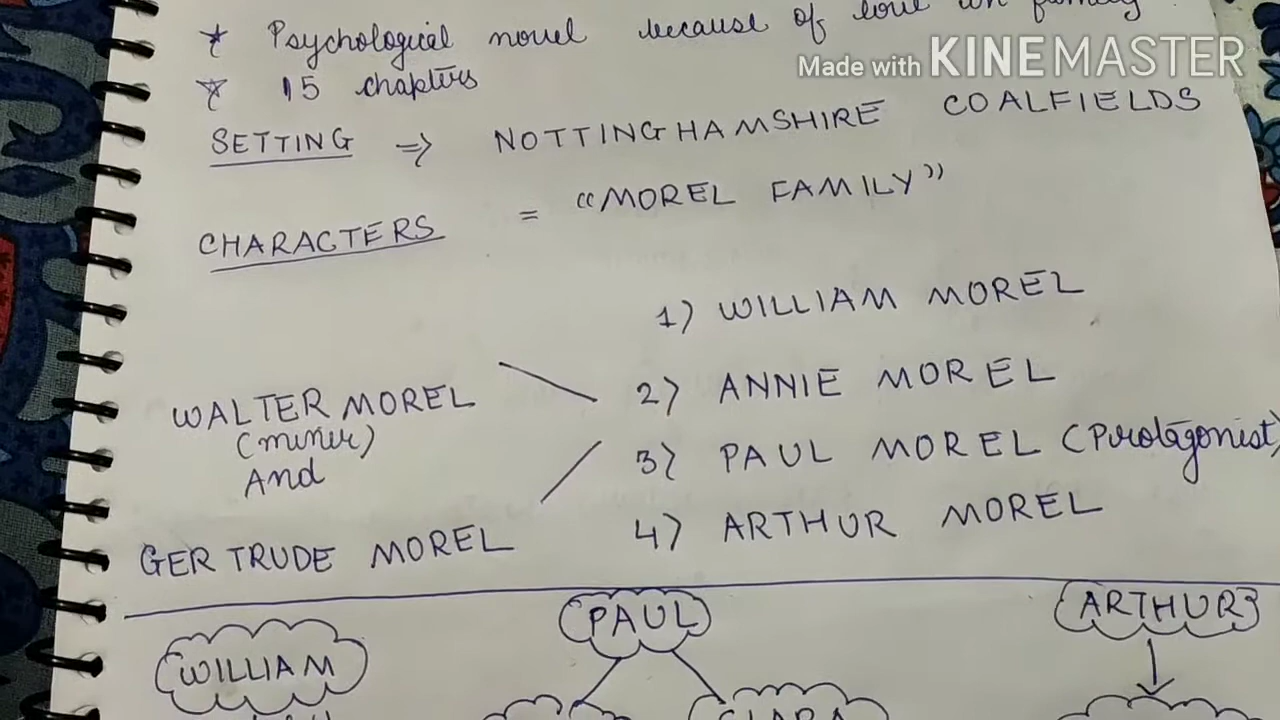 ★ Psychological novel because of love in family
Made with KINEMASTER
★ 15 chapters
SETTING ⇒ NOTTINGHAMSHIRE COALFIELDS
CHARACTERS = "MOREL FAMILY"
1) WILLIAM MOREL
WALTER MOREL
(miner)
And
GERTRUDE MOREL
2) ANNIE MOREL
3) PAUL MOREL (Protagonist)
4) ARTHUR MOREL
WILLIAM
PAUL
ARTHUR
CLARA